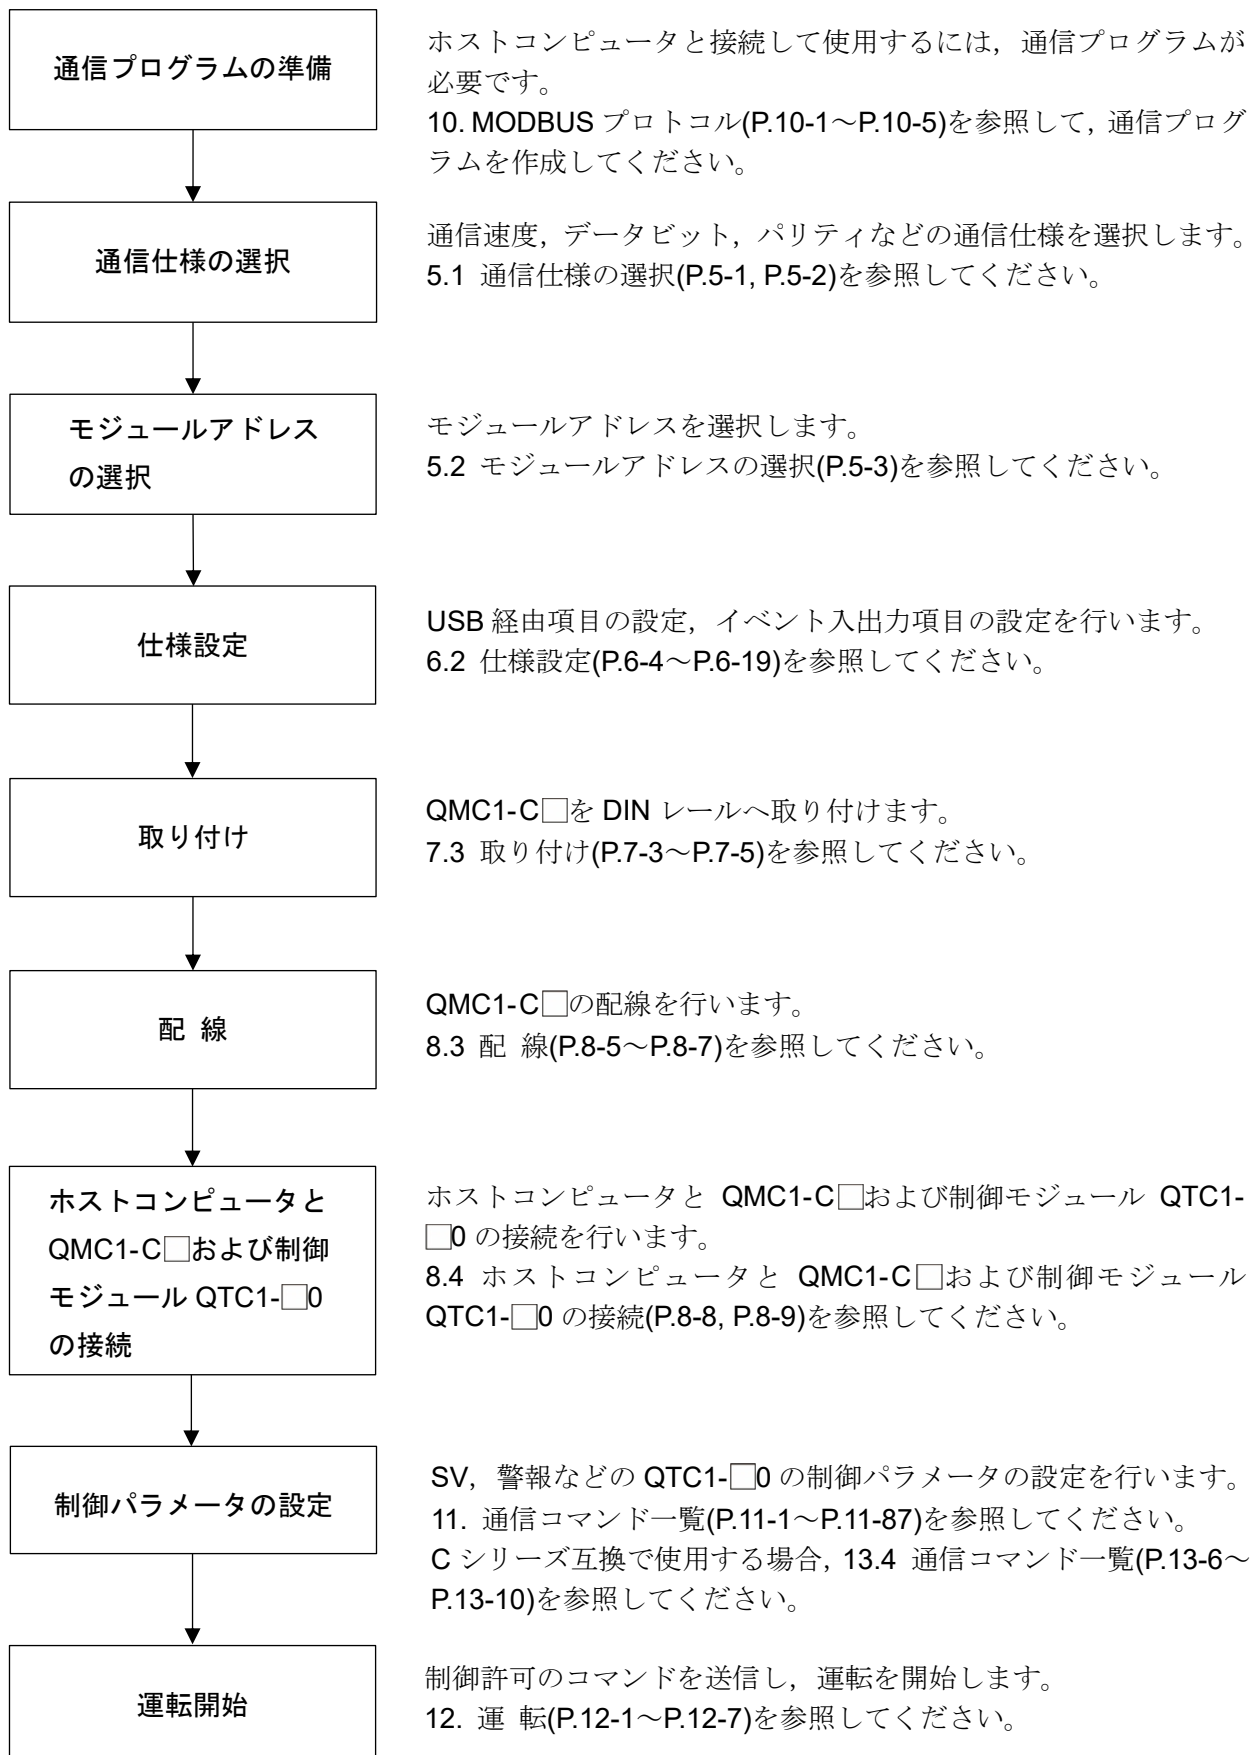 通信プログラムの準備
ホストコンピュータと接続して使用するには，通信プログラムが
必要です。
10. MODBUS プロトコル(P.10-1～P.10-5)を参照して，通信プログ
ラムを作成してください。
通信仕様の選択
通信速度，データビット，パリティなどの通信仕様を選択します。
5.1 通信仕様の選択(P.5-1, P.5-2)を参照してください。
モジュールアドレス
の選択
モジュールアドレスを選択します。
5.2 モジュールアドレスの選択(P.5-3)を参照してください。
仕様設定
USB 経由項目の設定，イベント入出力項目の設定を行います。
6.2 仕様設定(P.6-4～P.6-19)を参照してください。
取り付け
QMC1-C□を DIN レールへ取り付けます。
7.3 取り付け(P.7-3～P.7-5)を参照してください。
配 線
QMC1-C□の配線を行います。
8.3 配 線(P.8-5～P.8-7)を参照してください。
ホストコンピュータと
QMC1-C□および制御
モジュール QTC1-□0
の接続
ホストコンピュータと QMC1-C□および制御モジュール QTC1-
□0 の接続を行います。
8.4 ホストコンピュータと QMC1-C□および制御モジュール
QTC1-□0 の接続(P.8-8, P.8-9)を参照してください。
制御パラメータの設定
SV，警報などの QTC1-□0 の制御パラメータの設定を行います。
11. 通信コマンド一覧(P.11-1～P.11-87)を参照してください。
C シリーズ互換で使用する場合，13.4 通信コマンド一覧(P.13-6～
P.13-10)を参照してください。
運転開始
制御許可のコマンドを送信し，運転を開始します。
12. 運 転(P.12-1～P.12-7)を参照してください。